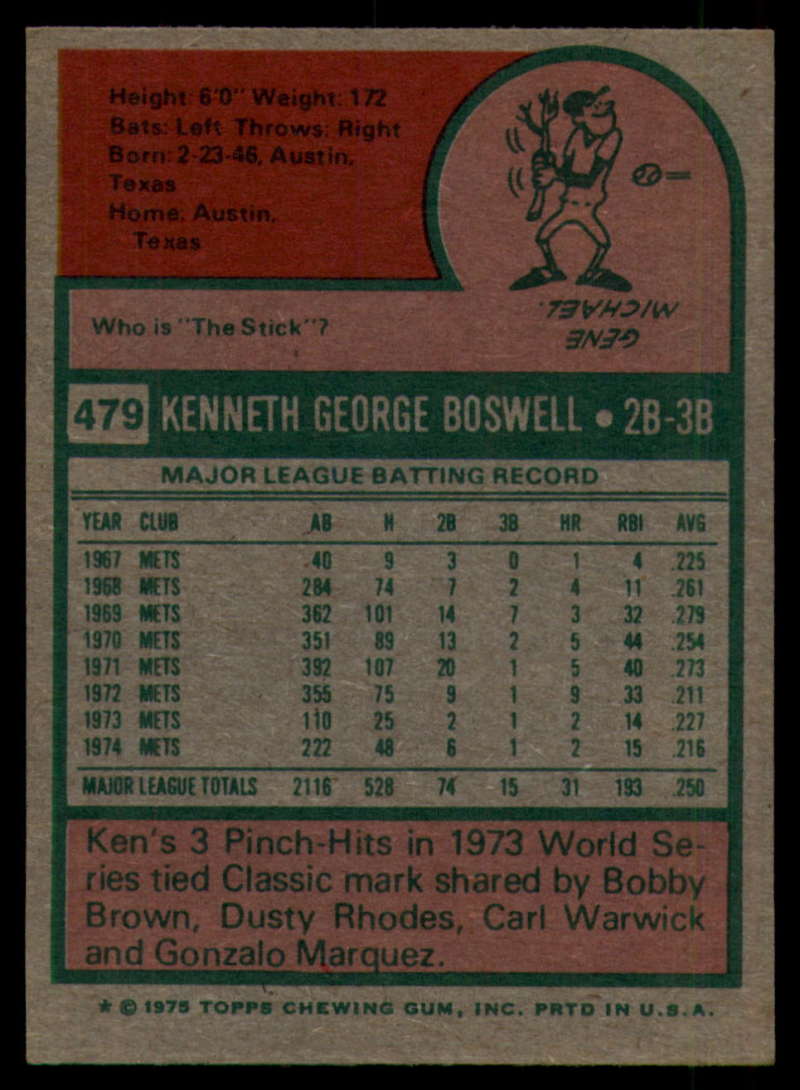 Height: 6'0" Weight: 172
Bats: Left Throws: Right
Born: 2-23-46, Austin,
Texas
Home: Austin,
Texas
Who is "The Stick"?
GENE
MICHAEL.
479 KENNETH GEORGE BOSWELL • 2B-3B
MAJOR LEAGUE BATTING RECORD
YEAR CLUB AB H 2B 3B HR RBI AVG
1967 METS 40 9 3 0 1 4 .225
1968 METS 284 74 7 2 4 11 .261
1969 METS 362 101 14 7 3 32 .279
1970 METS 351 89 13 2 5 44 .254
1971 METS 392 107 20 1 5 40 .273
1972 METS 355 75 9 1 9 33 .211
1973 METS 110 25 2 1 2 14 .227
1974 METS 222 48 6 1 2 15 .216
MAJOR LEAGUE TOTALS 2116 528 74 15 31 193 .250
Ken's 3 Pinch-Hits in 1973 World Se-
ries tied Classic mark shared by Bobby
Brown, Dusty Rhodes, Carl Warwick
and Gonzalo Marquez.
* © 1975 TOPPS CHEWING GUM, INC. PRTD IN U.S.A.